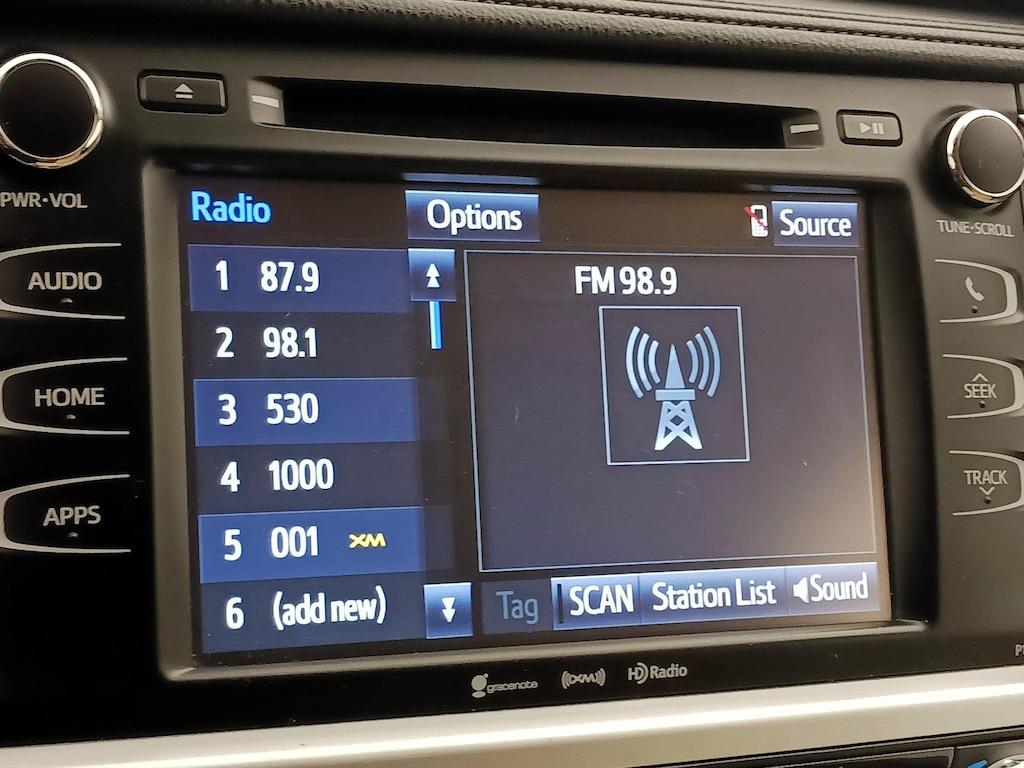 PWR•VOL
TUNE•SCROLL
AUDIO
HOME
APPS
Radio
Options
Source
1 87.9
2 98.1
3 530
4 1000
5 001 XM
6 (add new)
FM 98.9
Tag
SCAN
Station List
Sound
SEEK
TRACK
gracenote
((XM))
HD Radio